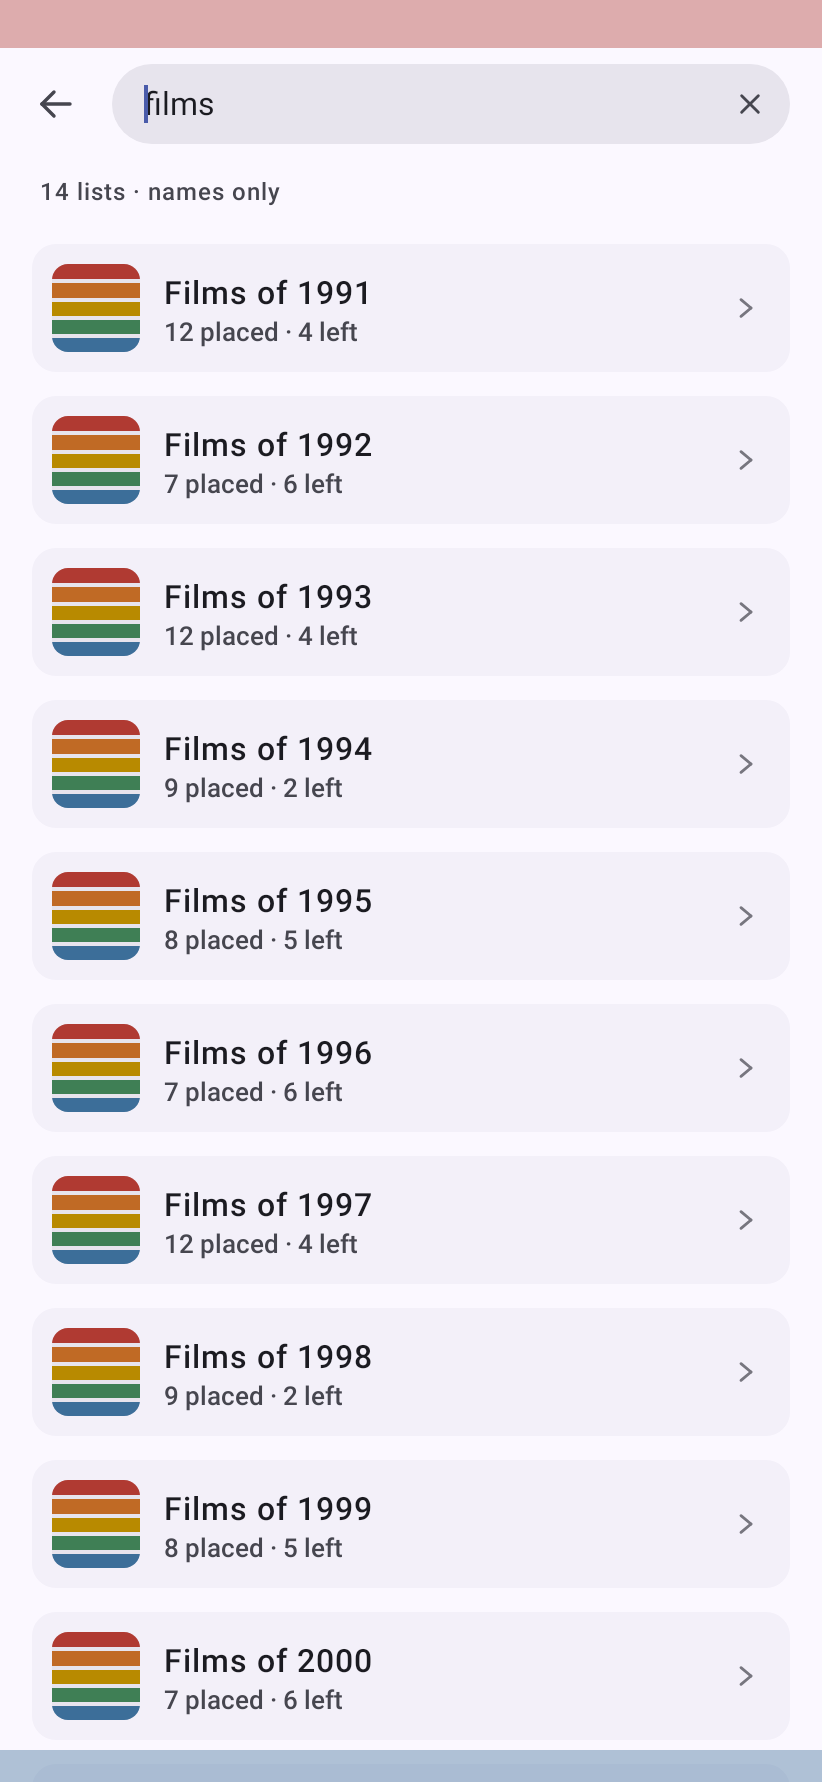 films
14 lists · names only
Films of 1991
12 placed · 4 left
Films of 1992
7 placed · 6 left
Films of 1993
12 placed · 4 left
Films of 1994
9 placed · 2 left
Films of 1995
8 placed · 5 left
Films of 1996
7 placed · 6 left
Films of 1997
12 placed · 4 left
Films of 1998
9 placed · 2 left
Films of 1999
8 placed · 5 left
Films of 2000
7 placed · 6 left